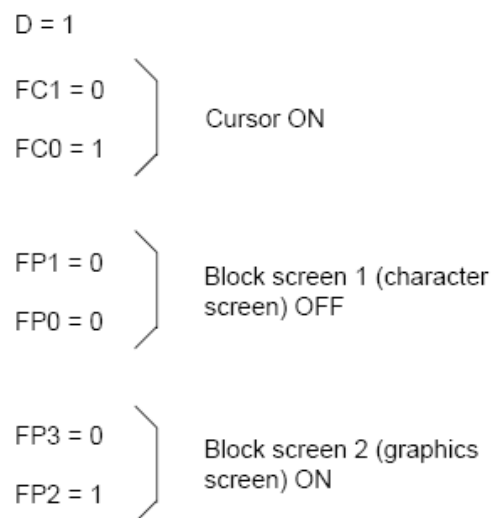 D = 1
FC1 = 0
FC0 = 1
Cursor ON
FP1 = 0
FP0 = 0
Block screen 1 (character
screen) OFF
FP3 = 0
FP2 = 1
Block screen 2 (graphics
screen) ON